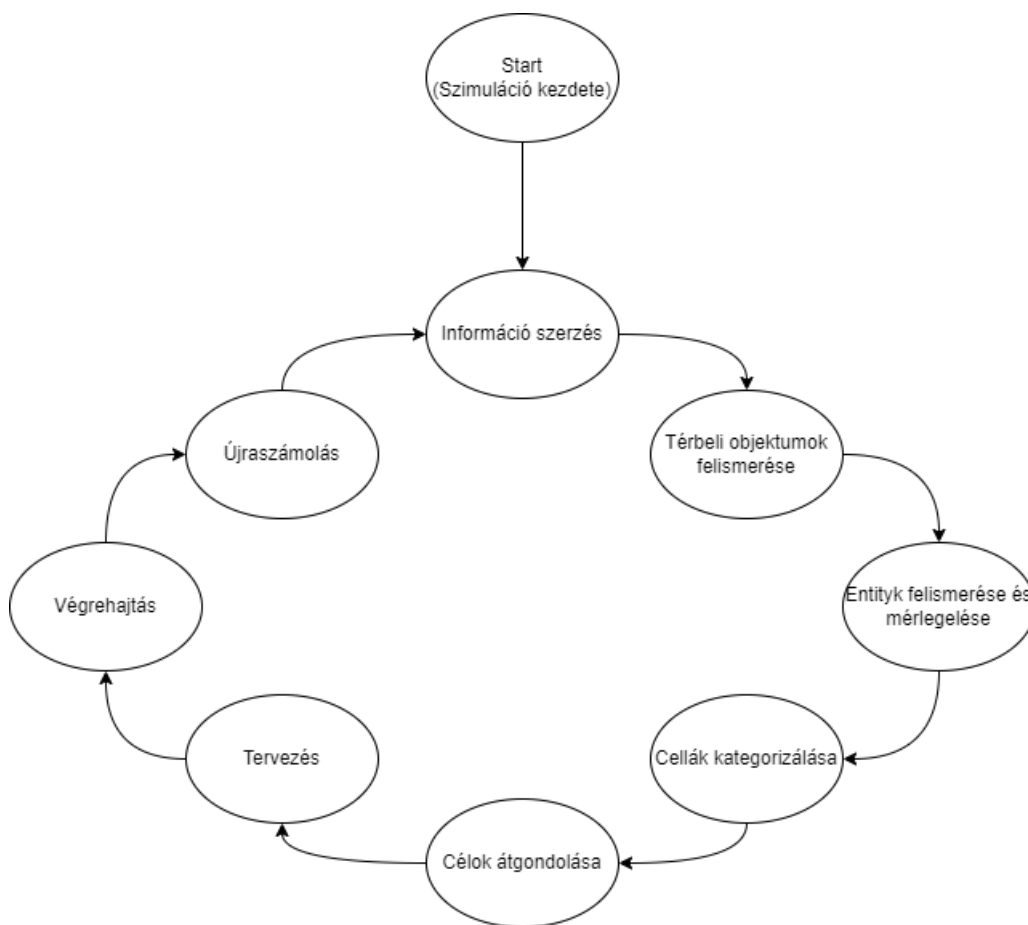 Start
(Szimuláció kezdete)
Információ szerzés
Térbeli objektumok
felismerése
Entityk felismerése és
mérlegelése
Cellák kategorizálása
Célok átgondolása
Tervezés
Végrehajtás
Újraszámolás